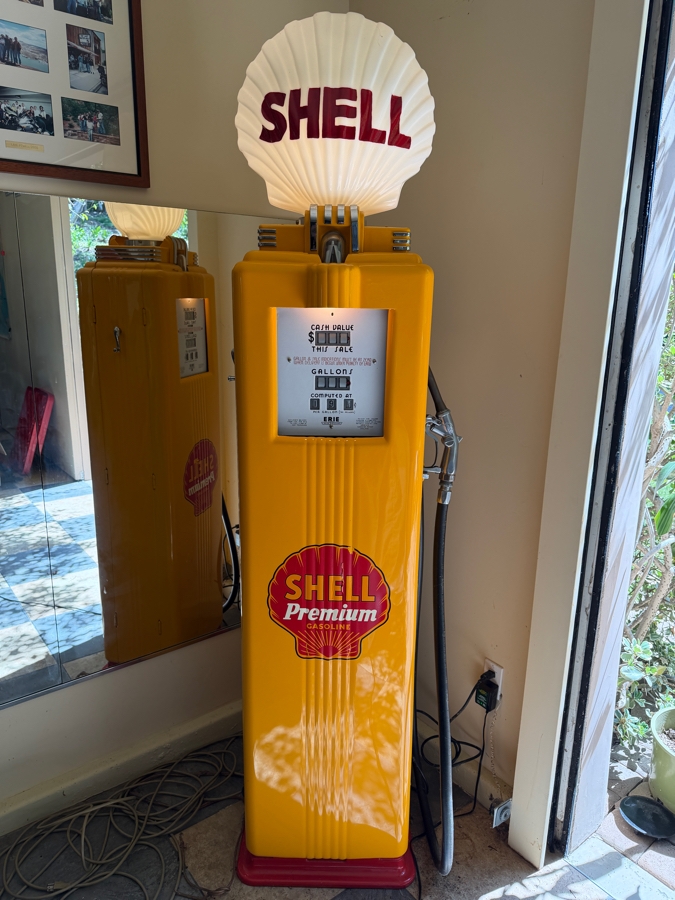 SHELL
CASH VALUE
$
THIS SALE
GALLONS
COMPUTED AT
ERIE
SHELL
Premium
GASOLINE